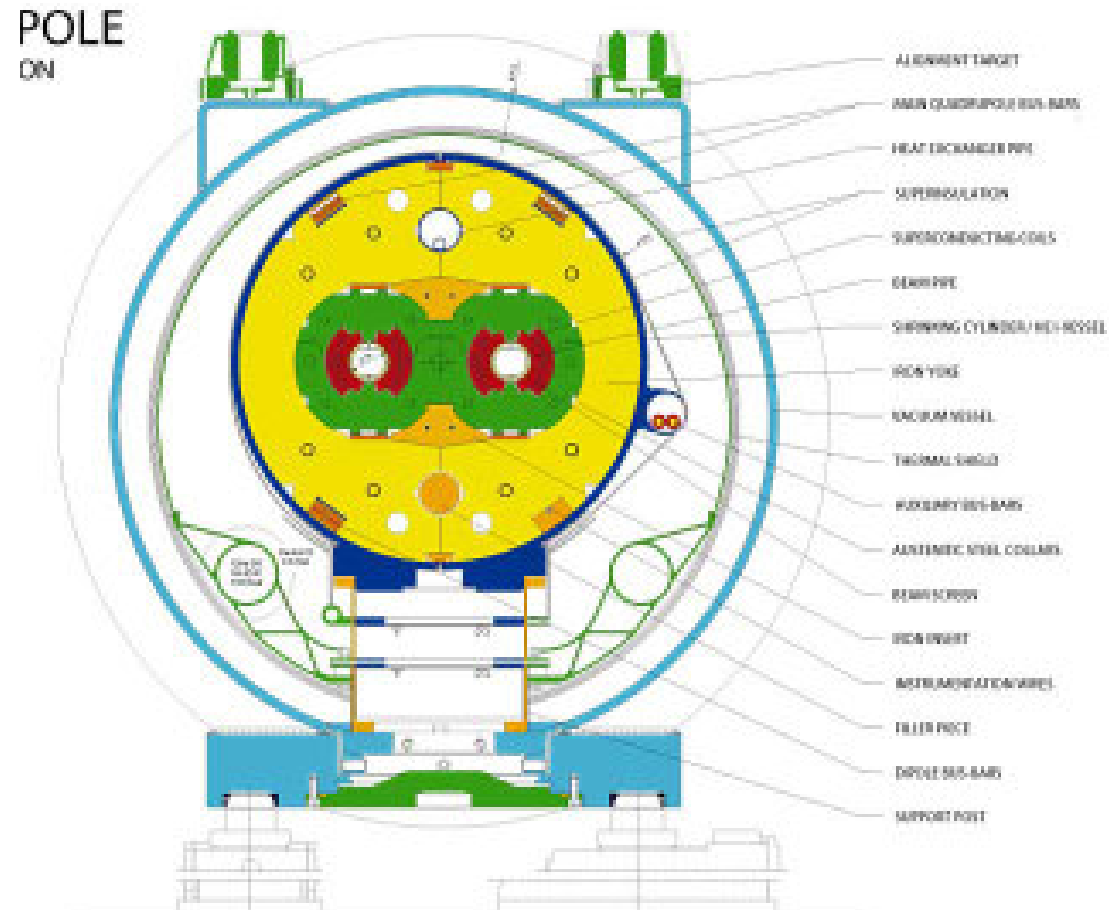 POLE
ON
ALIGNMENT TARGET
MAIN QUADRUPOLE BUS-BARS
HEAT EXCHANGER PIPE
SUPERINSULATION
SUPERCONDUCTING COILS
BEAM PIPE
SHRINKING CYLINDER / HE I-VESSEL
IRON YOKE
VACUUM VESSEL
THERMAL SHIELD
AUXILIARY BUS-BARS
AUSTENITIC STEEL COLLARS
BEAM SCREEN
IRON INSERT
INSTRUMENTATION WIRES
FILLER PIECE
DIPOLE BUS-BARS
SUPPORT POST